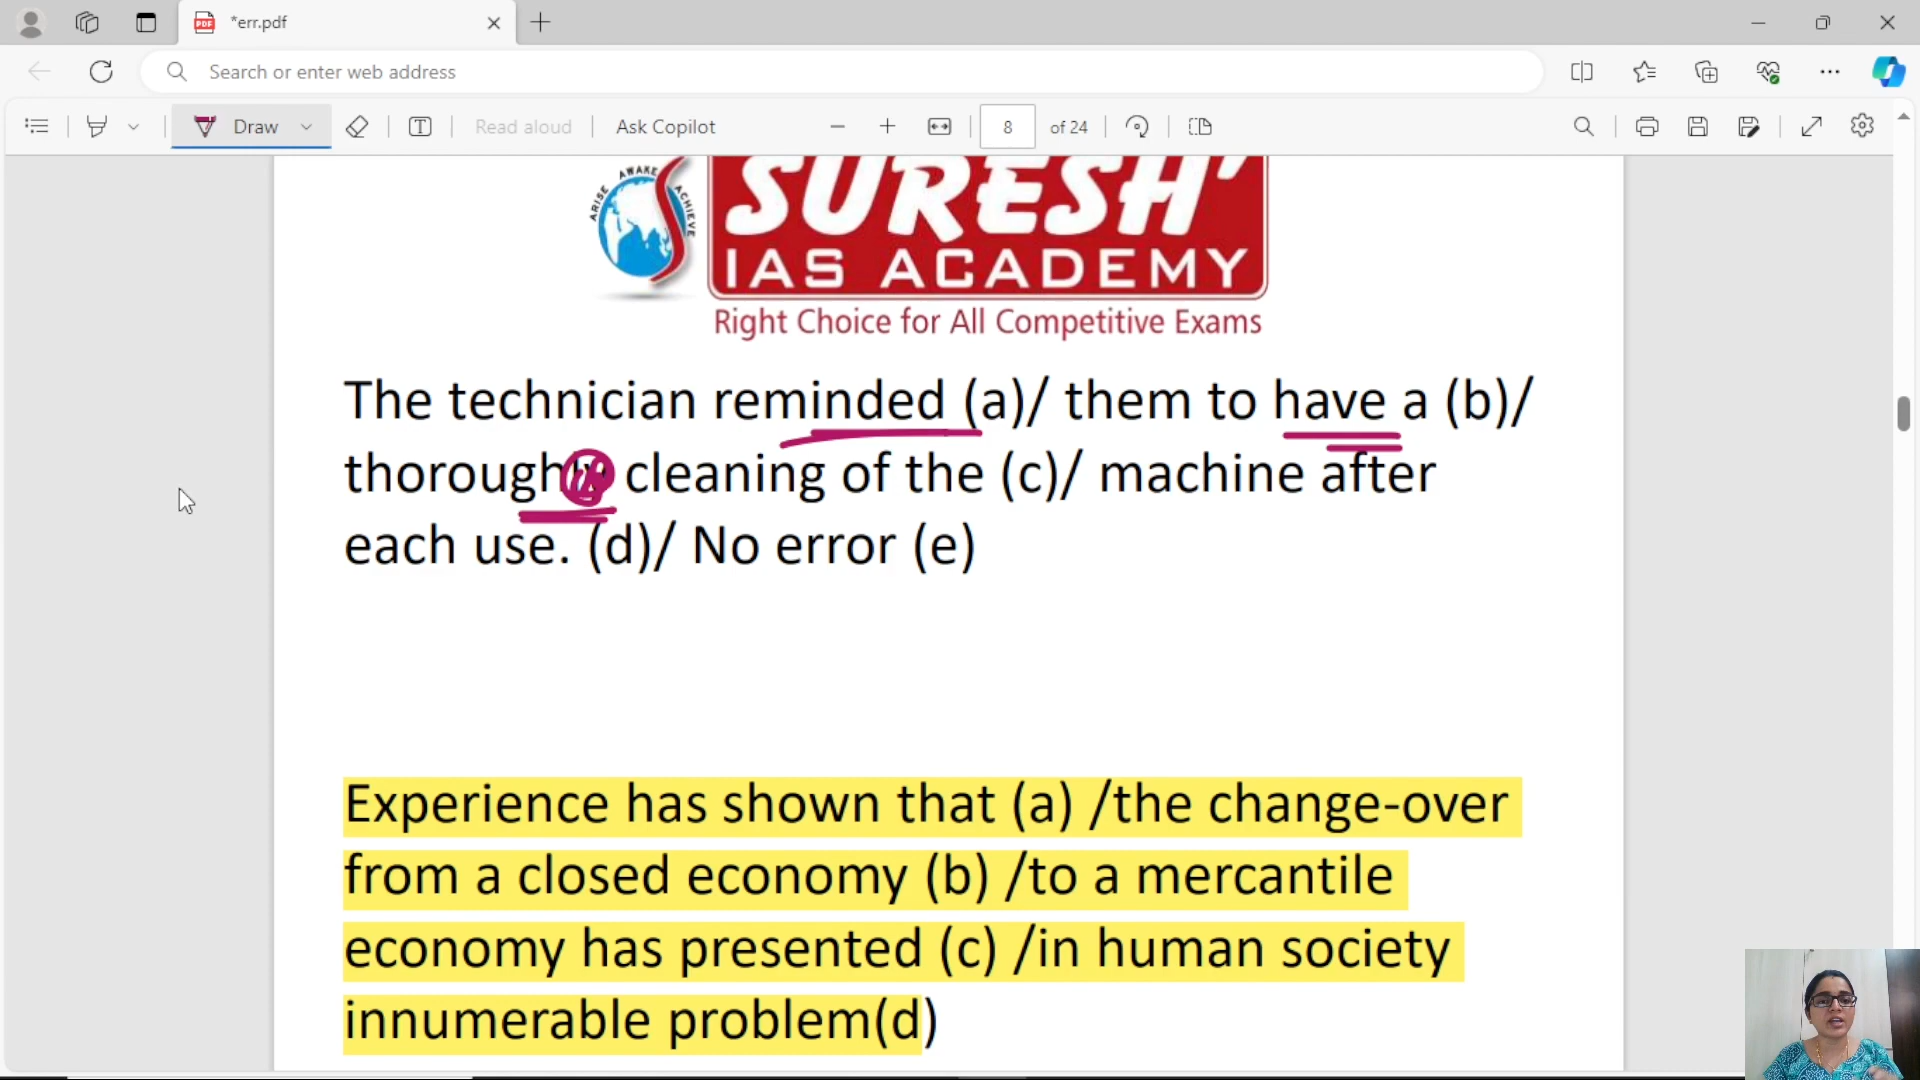 *err.pdf
Search or enter web address
Draw
Read aloud
Ask Copilot
8
of 24
ARISE AWAKE ACHIEVE
SURESH'
IAS ACADEMY
Right Choice for All Competitive Exams
The technician reminded (a)/ them to have a (b)/
thoroughly cleaning of the (c)/ machine after
each use. (d)/ No error (e)
Experience has shown that (a) /the change-over
from a closed economy (b) /to a mercantile
economy has presented (c) /in human society
innumerable problem(d)